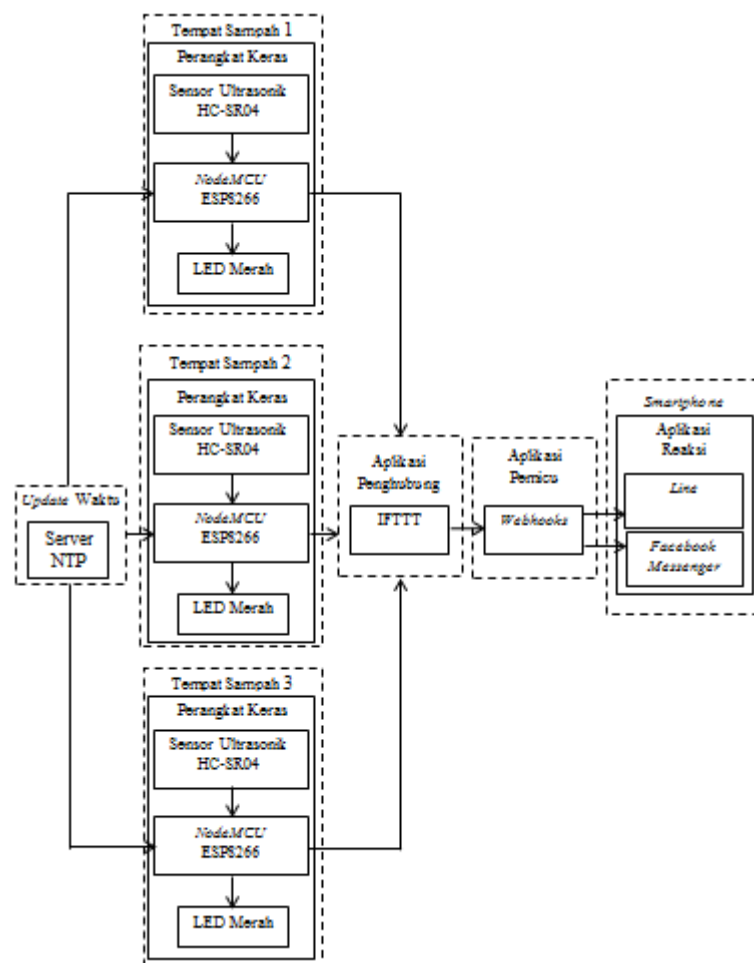 Tempat Sampah 1
Perangkat Keras
Sensor Ultrasonik
HC-SR04
NodeMCU
ESP8266
LED Merah
Tempat Sampah 2
Perangkat Keras
Sensor Ultrasonik
HC-SR04
NodeMCU
ESP8266
LED Merah
Tempat Sampah 3
Perangkat Keras
Sensor Ultrasonik
HC-SR04
NodeMCU
ESP8266
LED Merah
Update Waktu
Server
NTP
Aplikasi
Penghubung
IFTTT
Aplikasi
Pemicu
Webhooks
Smartphone
Aplikasi
Reaksi
Line
Facebook
Messenger